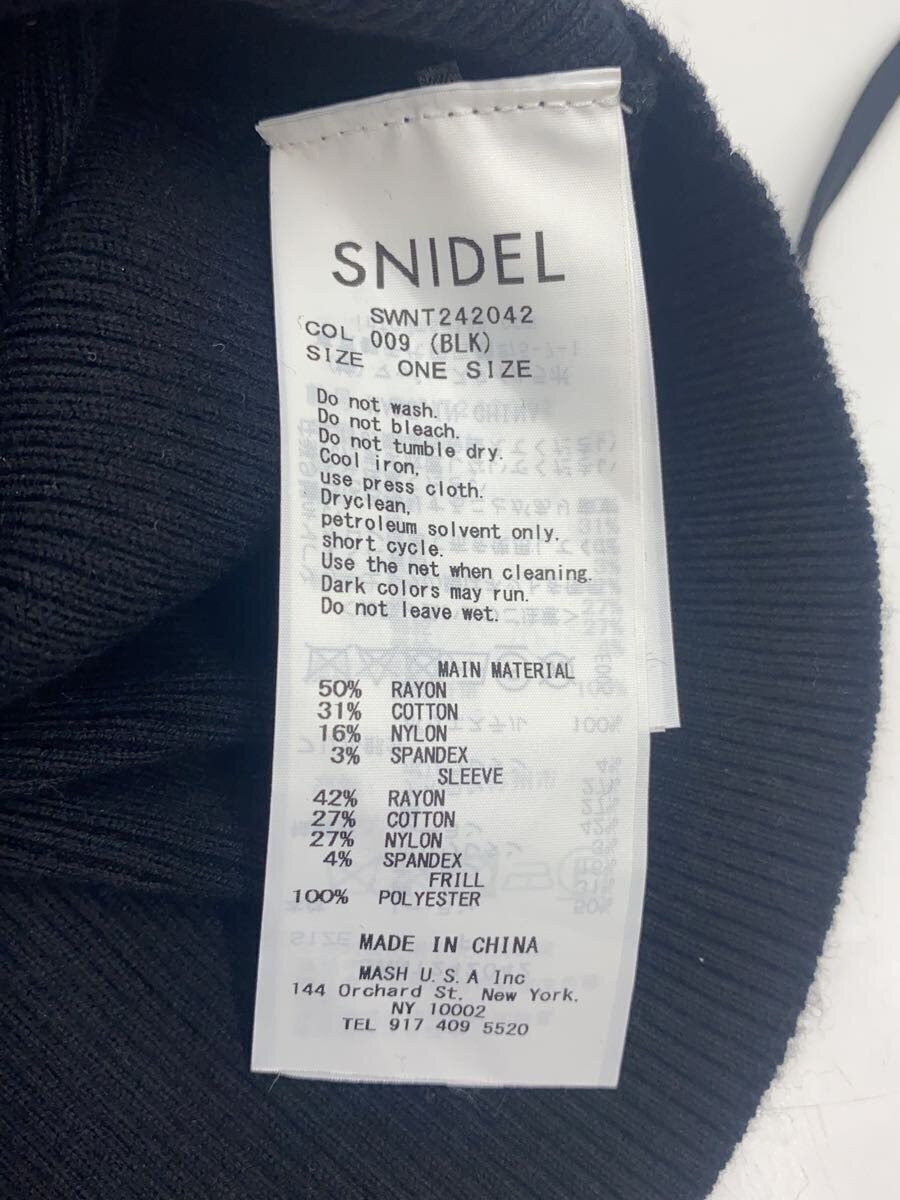 SNIDEL
SWNT242042
COL 009 (BLK)
SIZE ONE SIZE
Do not wash.
Do not bleach.
Do not tumble dry.
Cool iron,
use press cloth.
Dryclean,
petroleum solvent only,
short cycle.
Use the net when cleaning.
Dark colors may run.
Do not leave wet.
MAIN MATERIAL
50% RAYON
31% COTTON
16% NYLON
3% SPANDEX
SLEEVE
42% RAYON
27% COTTON
27% NYLON
4% SPANDEX
FRILL
100% POLYESTER
MADE IN CHINA
MASH U.S.A Inc
144 Orchard St. New York.
NY 10002
TEL 917 409 5520